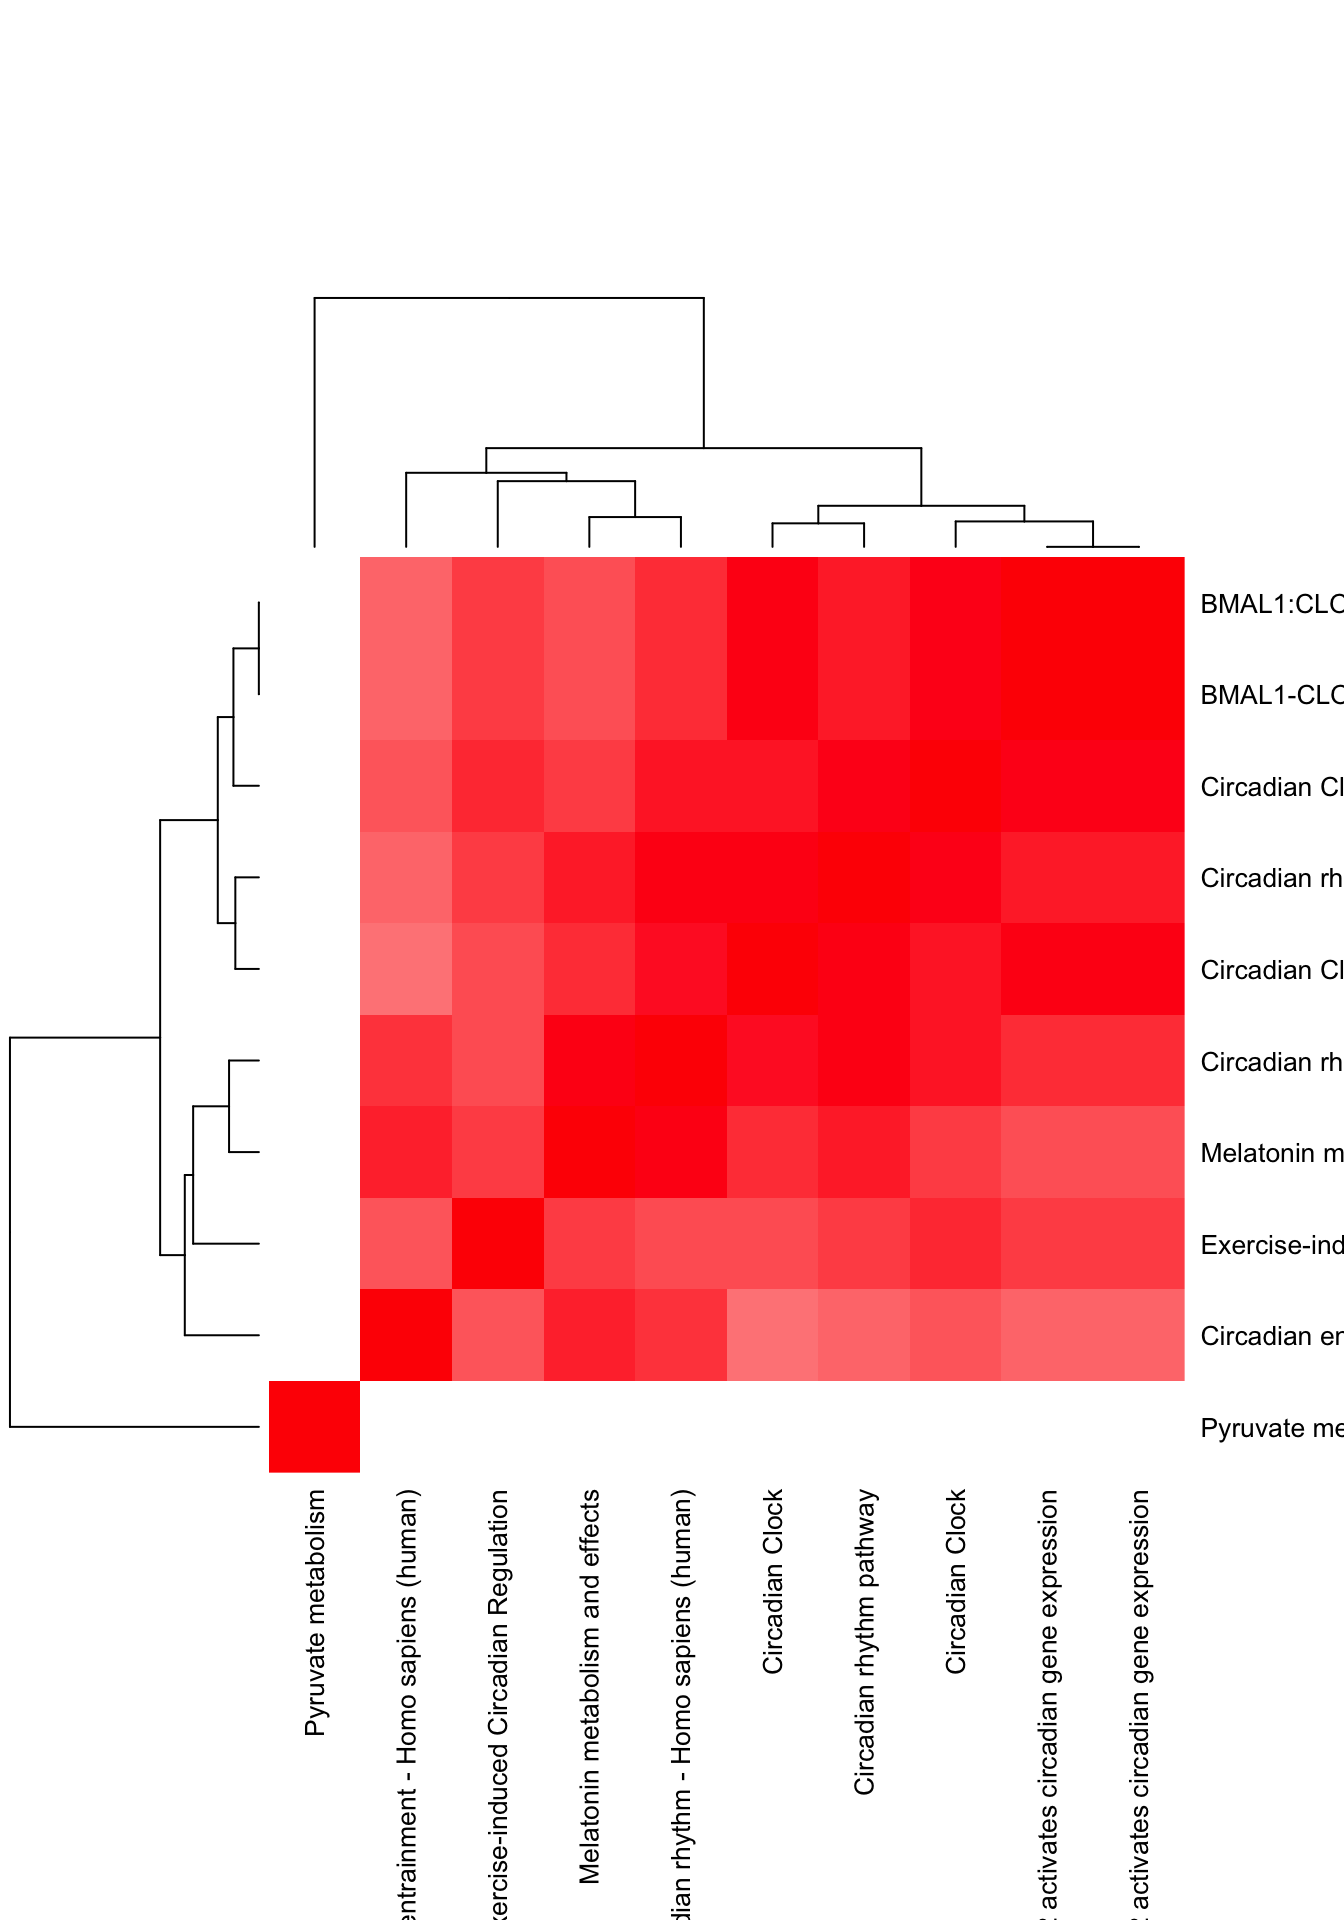 BMAL1:CLO
BMAL1-CLO
Circadian Cl
Circadian rh
Circadian Cl
Circadian rh
Melatonin m
Exercise-ind
Circadian en
Pyruvate me
Pyruvate metabolism
entrainment - Homo sapiens (human)
xercise-induced Circadian Regulation
Melatonin metabolism and effects
dian rhythm - Homo sapiens (human)
Circadian Clock
Circadian rhythm pathway
Circadian Clock
2 activates circadian gene expression
2 activates circadian gene expression